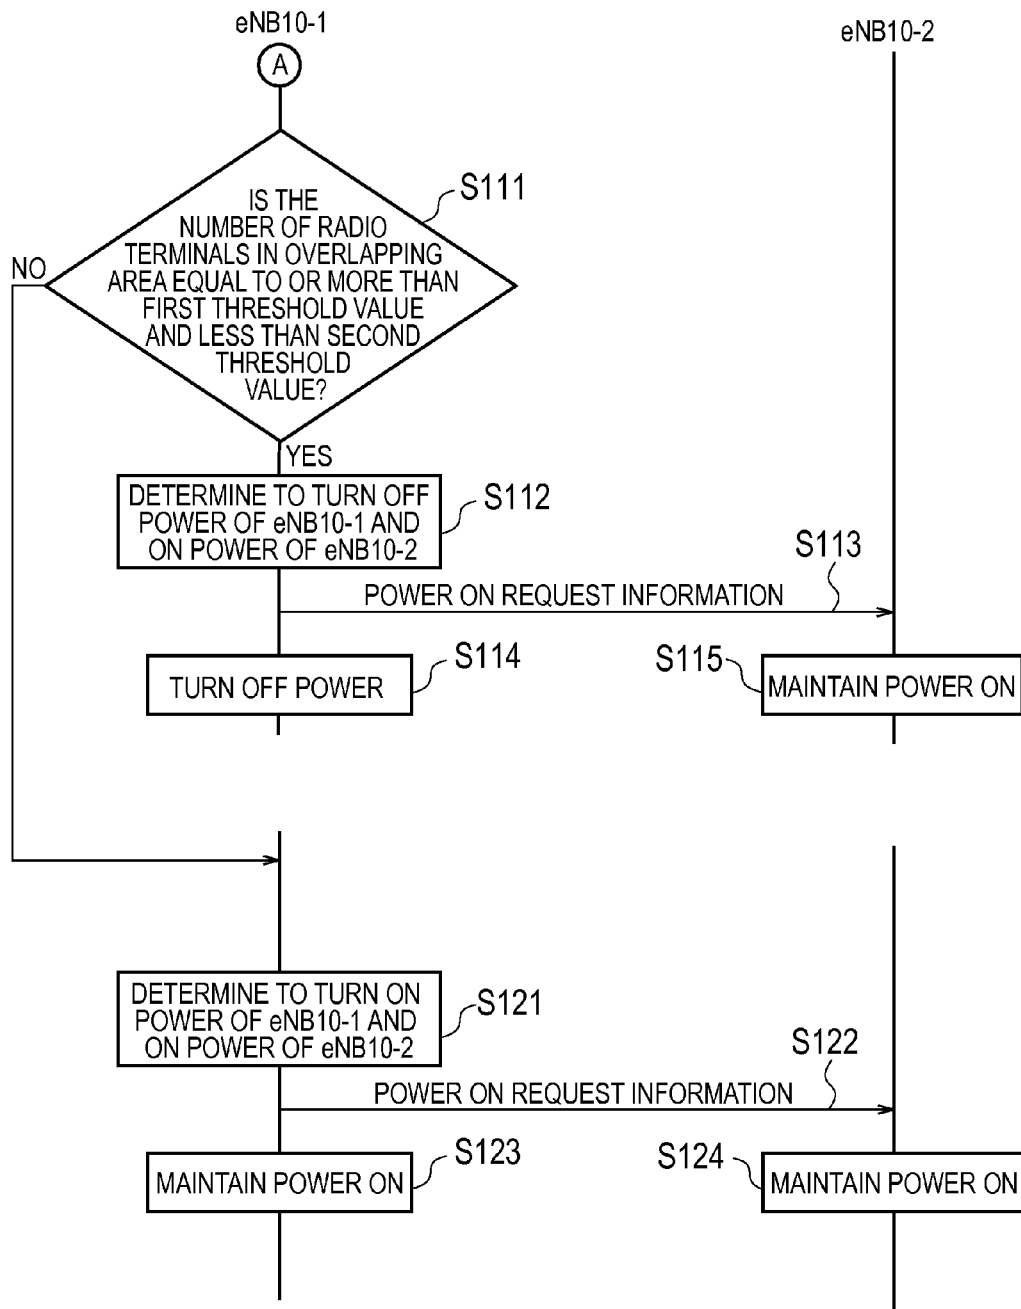 eNB10-1
eNB10-2
A
S111
IS THE
NUMBER OF RADIO
TERMINALS IN OVERLAPPING
AREA EQUAL TO OR MORE THAN
FIRST THRESHOLD VALUE
AND LESS THAN SECOND
THRESHOLD
VALUE?
NO
YES
DETERMINE TO TURN OFF
POWER OF eNB10-1 AND
ON POWER OF eNB10-2
S112
S113
POWER ON REQUEST INFORMATION
S114
TURN OFF POWER
S115
MAINTAIN POWER ON
DETERMINE TO TURN ON
POWER OF eNB10-1 AND
ON POWER OF eNB10-2
S121
S122
POWER ON REQUEST INFORMATION
S123
MAINTAIN POWER ON
S124
MAINTAIN POWER ON